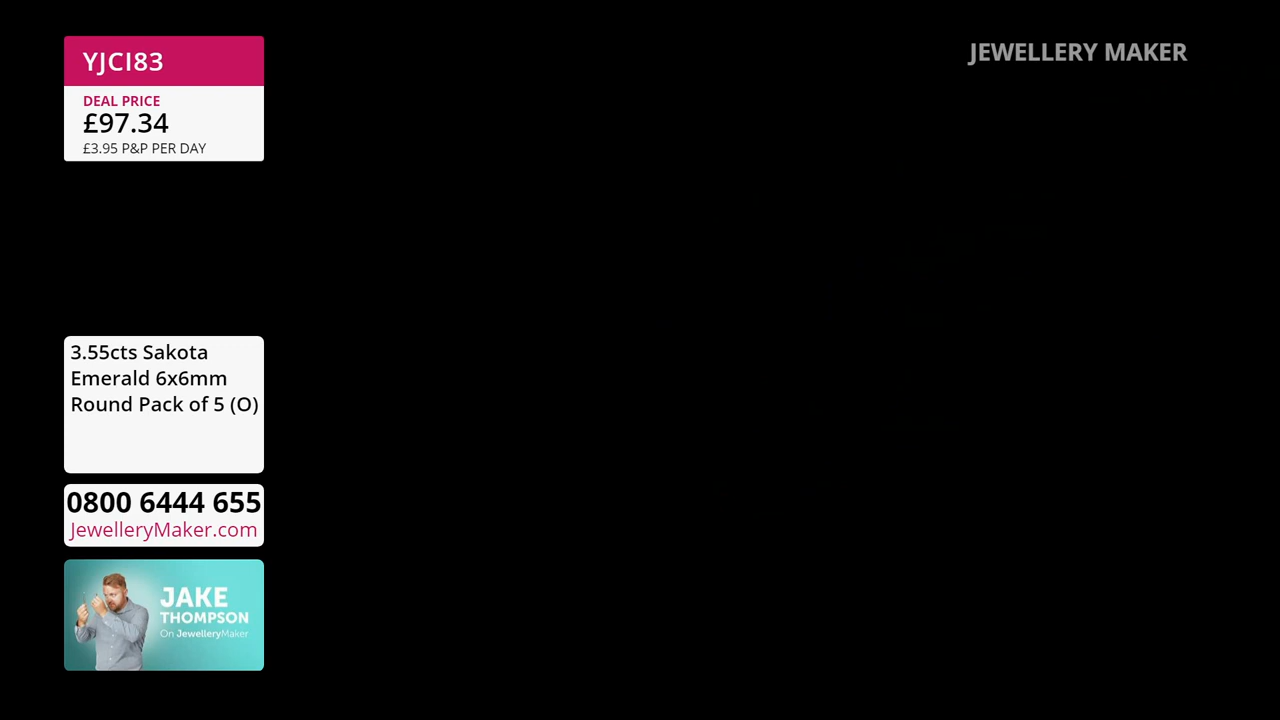 YJCI83
DEAL PRICE
£97.34
£3.95 P&P PER DAY
JEWELLERY MAKER
3.55cts Sakota
Emerald 6x6mm
Round Pack of 5 (O)
0800 6444 655
JewelleryMaker.com
JAKE
THOMPSON
On JewelleryMaker